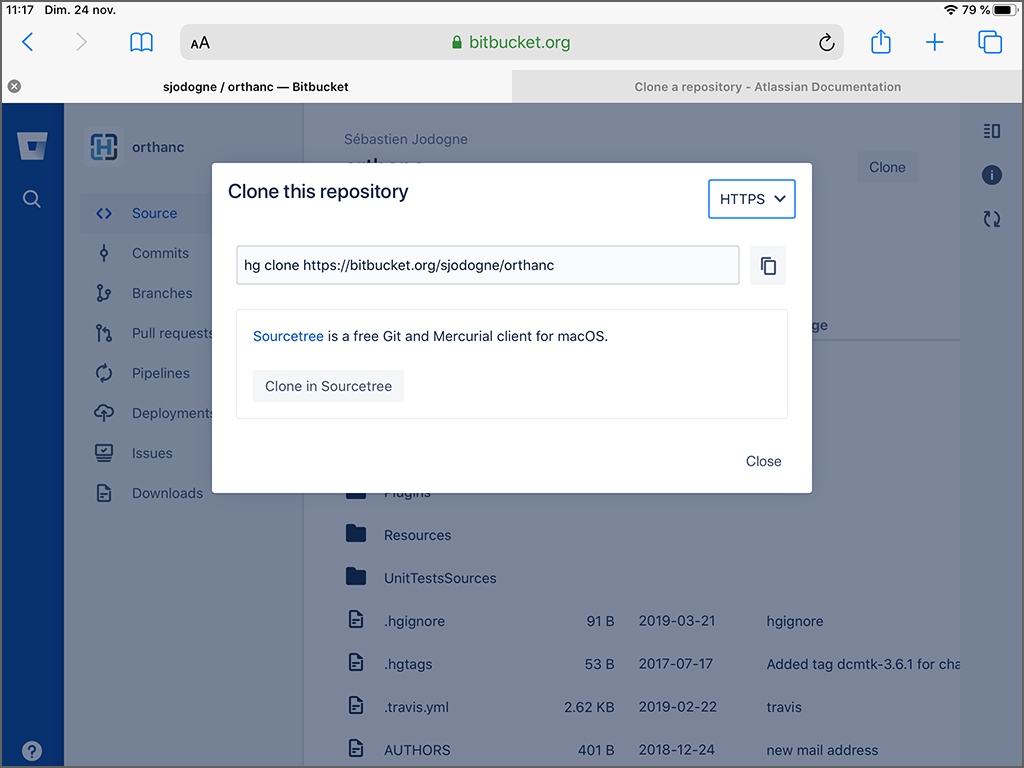 11:17 Dim. 24 nov. 79 %
AA bitbucket.org
sjodogne / orthanc — Bitbucket
Clone a repository - Atlassian Documentation
orthanc
Source
Commits
Branches
Pull requests
Pipelines
Deployments
Issues
Downloads
Sébastien Jodogne
orthanc
Clone
Clone this repository
HTTPS
hg clone https://bitbucket.org/sjodogne/orthanc
Sourcetree is a free Git and Mercurial client for macOS.
Clone in Sourcetree
Close
ge
Plugins
Resources
UnitTestsSources
.hgignore 91 B 2019-03-21 hgignore
.hgtags 53 B 2017-07-17 Added tag dcmtk-3.6.1 for cha
.travis.yml 2.62 KB 2019-02-22 travis
AUTHORS 401 B 2018-12-24 new mail address